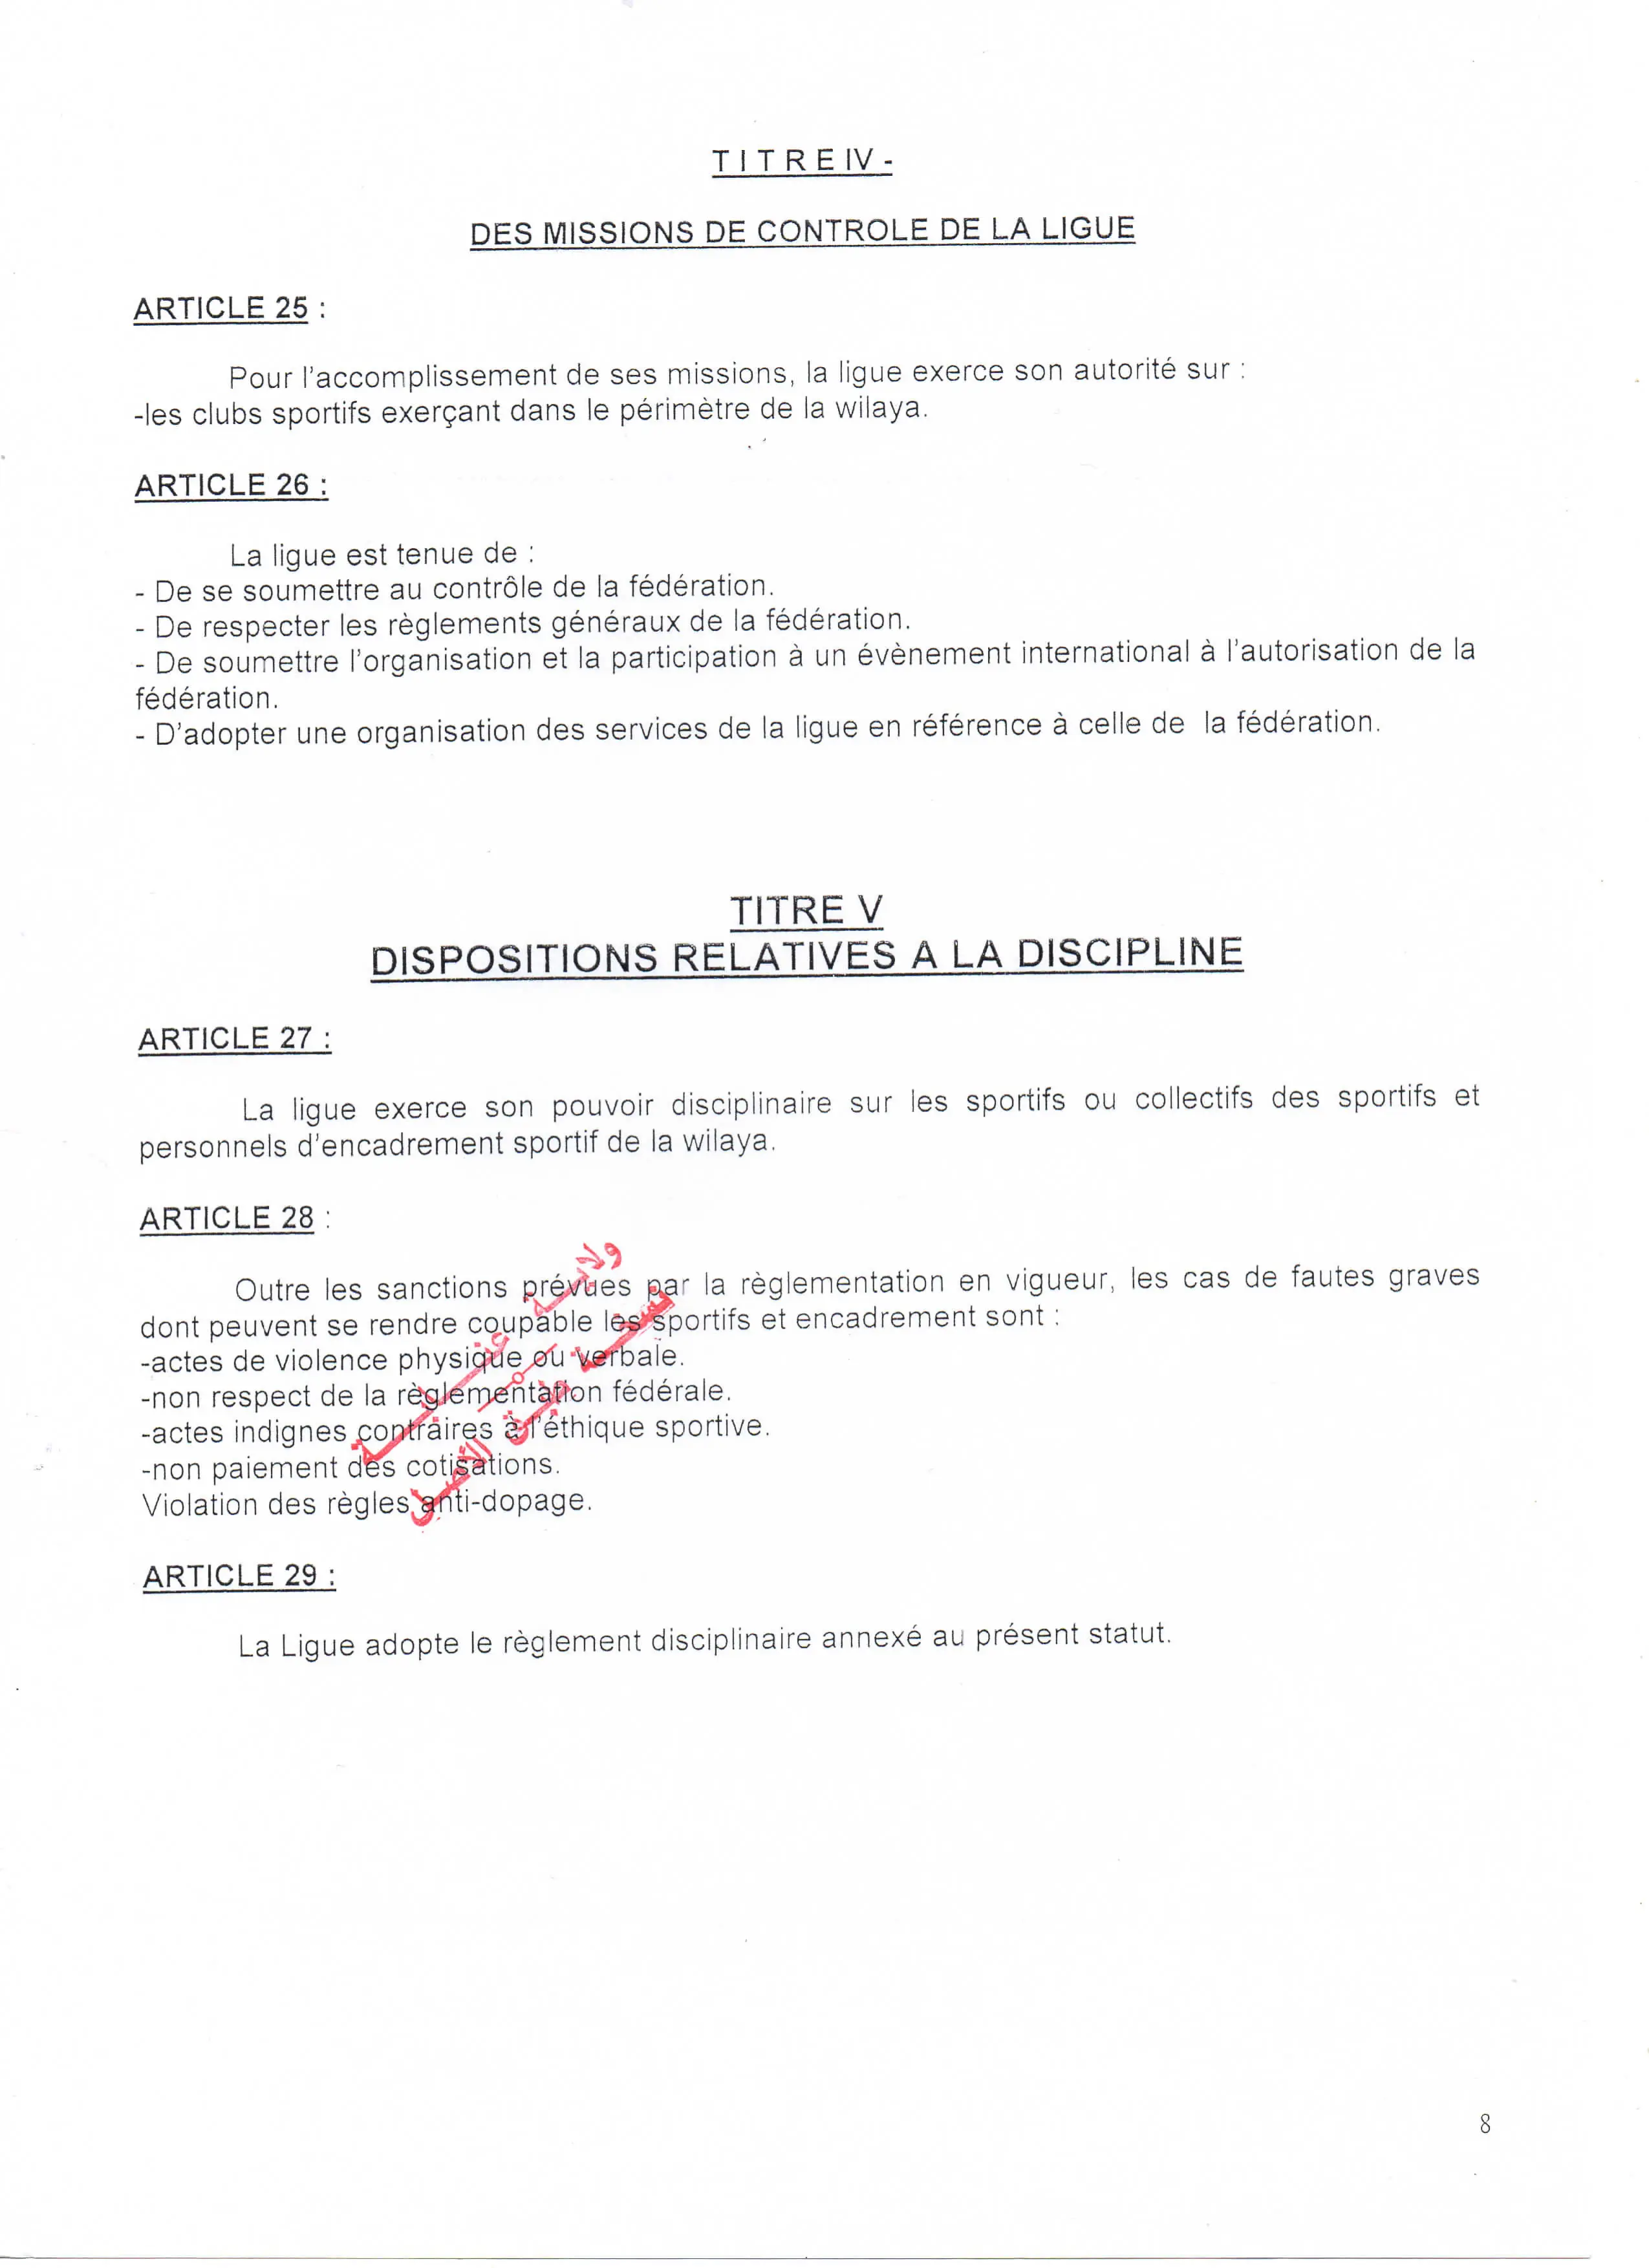 T I T R E IV -
DES MISSIONS DE CONTROLE DE LA LIGUE
ARTICLE 25 :
Pour l'accomplissement de ses missions, la ligue exerce son autorité sur :
-les clubs sportifs exerçant dans le périmètre de la wilaya.
ARTICLE 26 :
La ligue est tenue de :
- De se soumettre au contrôle de la fédération.
- De respecter les règlements généraux de la fédération.
- De soumettre l'organisation et la participation à un évènement international à l'autorisation de la
fédération.
- D'adopter une organisation des services de la ligue en référence à celle de la fédération.
TITRE V
DISPOSITIONS RELATIVES A LA DISCIPLINE
ARTICLE 27 :
La ligue exerce son pouvoir disciplinaire sur les sportifs ou collectifs des sportifs et
personnels d'encadrement sportif de la wilaya.
ARTICLE 28 :
Outre les sanctions prévues par la règlementation en vigueur, les cas de fautes graves
dont peuvent se rendre coupable les sportifs et encadrement sont :
-actes de violence physique ou verbale.
-non respect de la règlementation fédérale.
-actes indignes contraires à l'éthique sportive.
-non paiement des cotisations.
Violation des règles anti-dopage.
ولايـة عنابـة
نسخـة طبـق الأصـل
ARTICLE 29 :
La Ligue adopte le règlement disciplinaire annexé au présent statut.
8